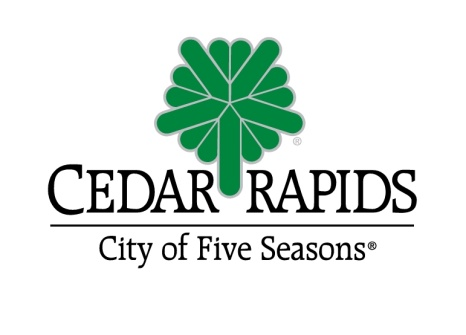 ®
CEDAR RAPIDS
City of Five Seasons®